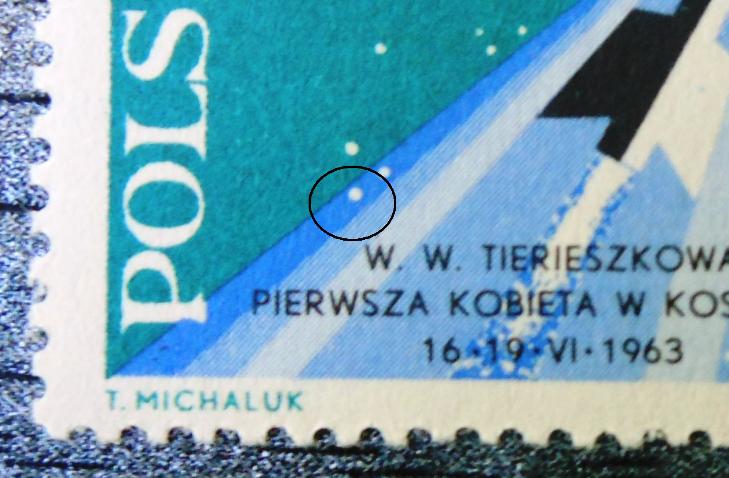 POLS
W. W. TIERIESZKOWA
PIERWSZA KOBIETA W KOS
16·19·VI·1963
T. MICHALUK